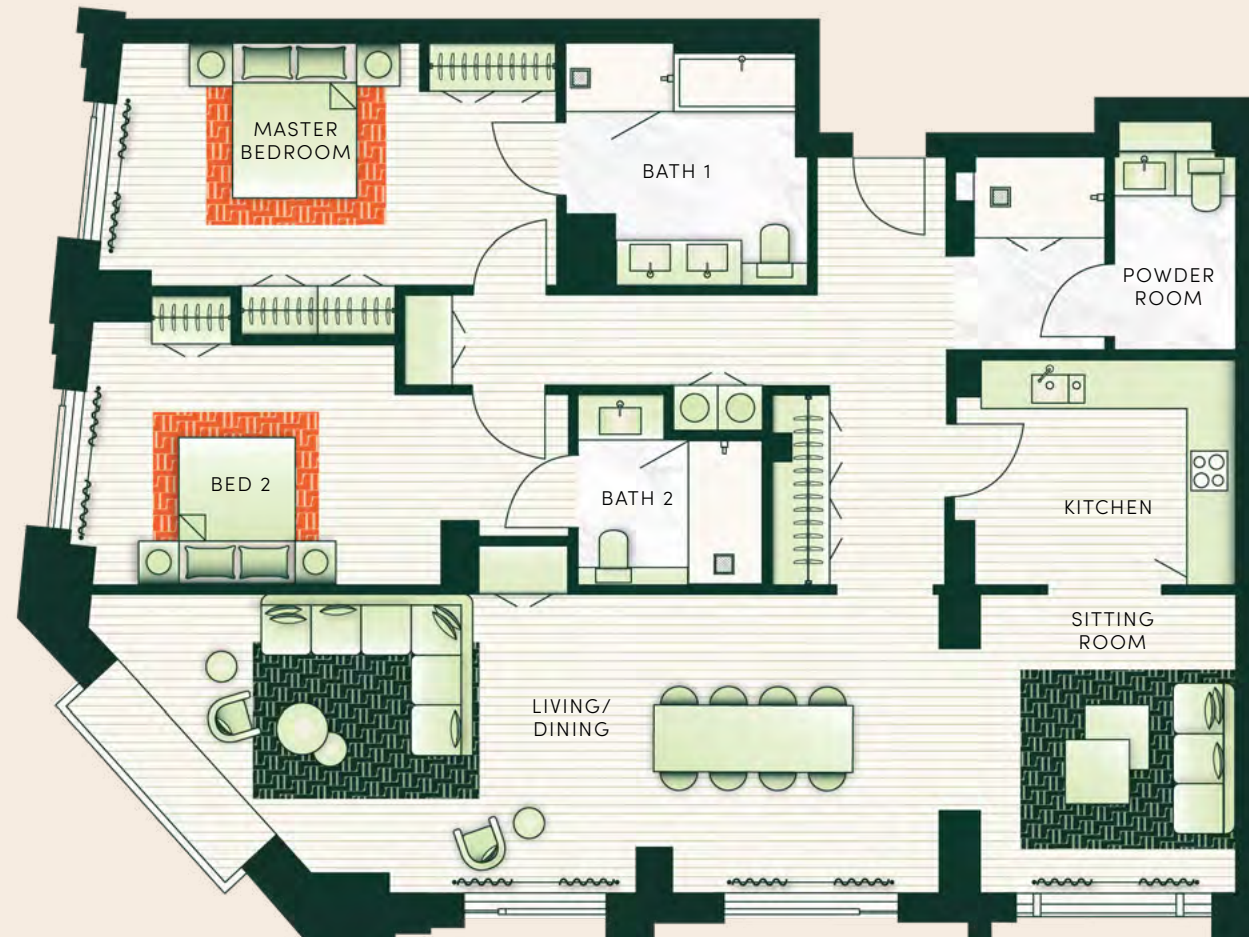 MASTER
BEDROOM
BATH 1
POWDER
ROOM
BED 2
BATH 2
KITCHEN
SITTING
ROOM
LIVING/
DINING